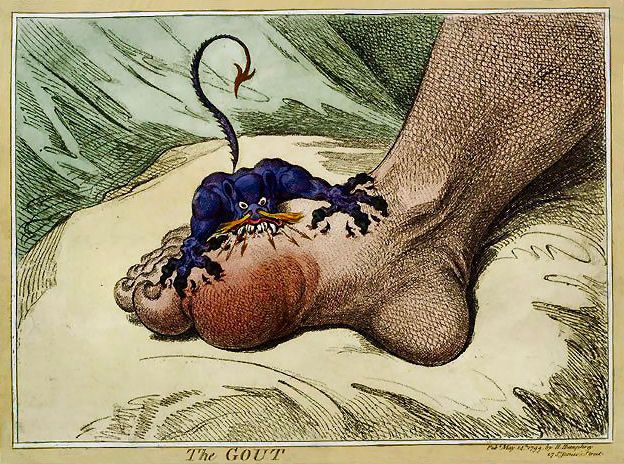 The GOUT
Pubd. May 14th. 1799. by H. Humphrey
27 St. James's Street.